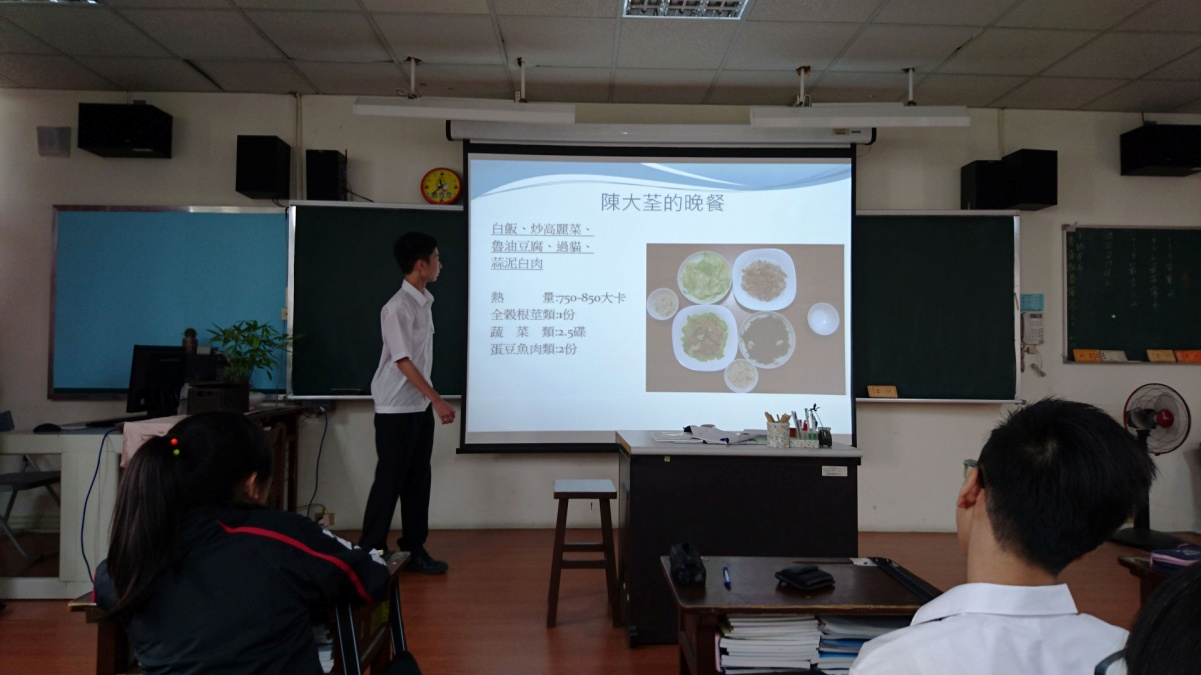 陳大荃的晚餐
白飯、炒高麗菜、
魯油豆腐、過貓、
蒜泥白肉
熱 量:750-850大卡
全穀根莖類:1份
蔬 菜 類:2.5碟
蛋豆魚肉類:2份